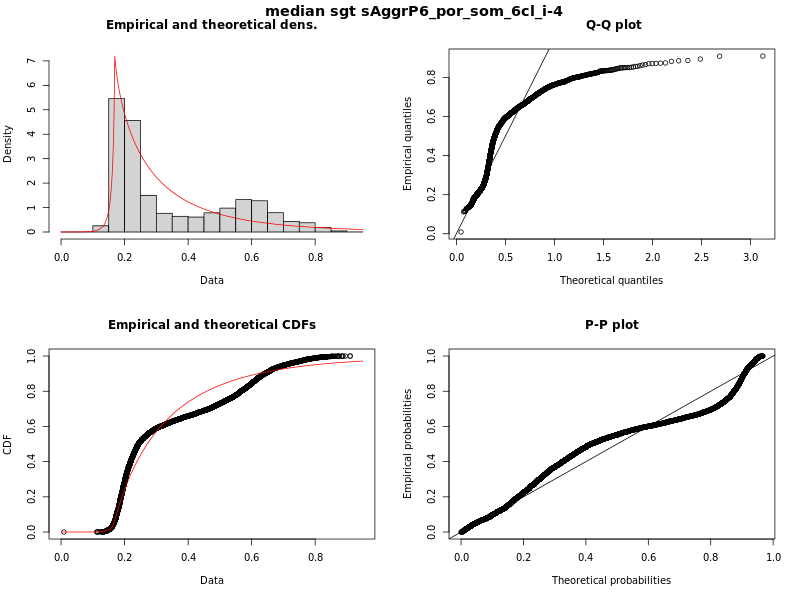 median sgt sAggrP6_por_som_6cl_i-4
Empirical and theoretical dens.
Density
0 1 2 3 4 5 6 7
0.0 0.2 0.4 0.6 0.8
Data
Q-Q plot
Empirical quantiles
0.0 0.2 0.4 0.6 0.8
0.0 0.5 1.0 1.5 2.0 2.5 3.0
Theoretical quantiles
Empirical and theoretical CDFs
CDF
0.0 0.2 0.4 0.6 0.8 1.0
0.0 0.2 0.4 0.6 0.8
Data
P-P plot
Empirical probabilities
0.0 0.2 0.4 0.6 0.8 1.0
0.0 0.2 0.4 0.6 0.8 1.0
Theoretical probabilities